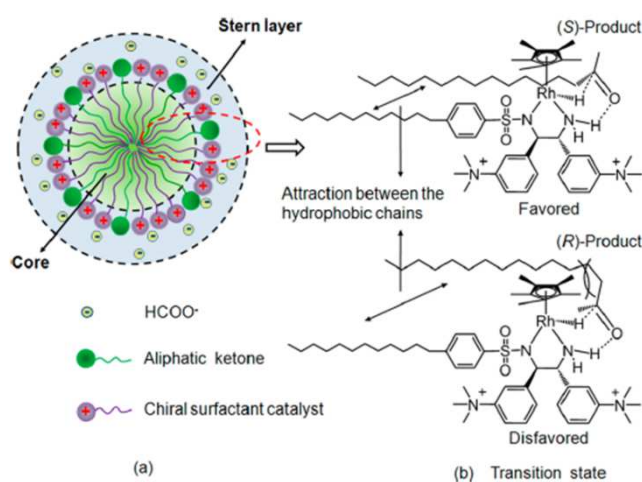 Stern layer
Core
HCOO⁻
Aliphatic ketone
Chiral surfactant catalyst
(a)
(S)-Product
Rh
H
O
O
S
N
N
H
H
O
N
+
+
N
Favored
Attraction between the
hydrophobic chains
(R)-Product
Rh
H
O
O
S
N
N
H
H
O
N
+
+
N
Disfavored
(b) Transition state